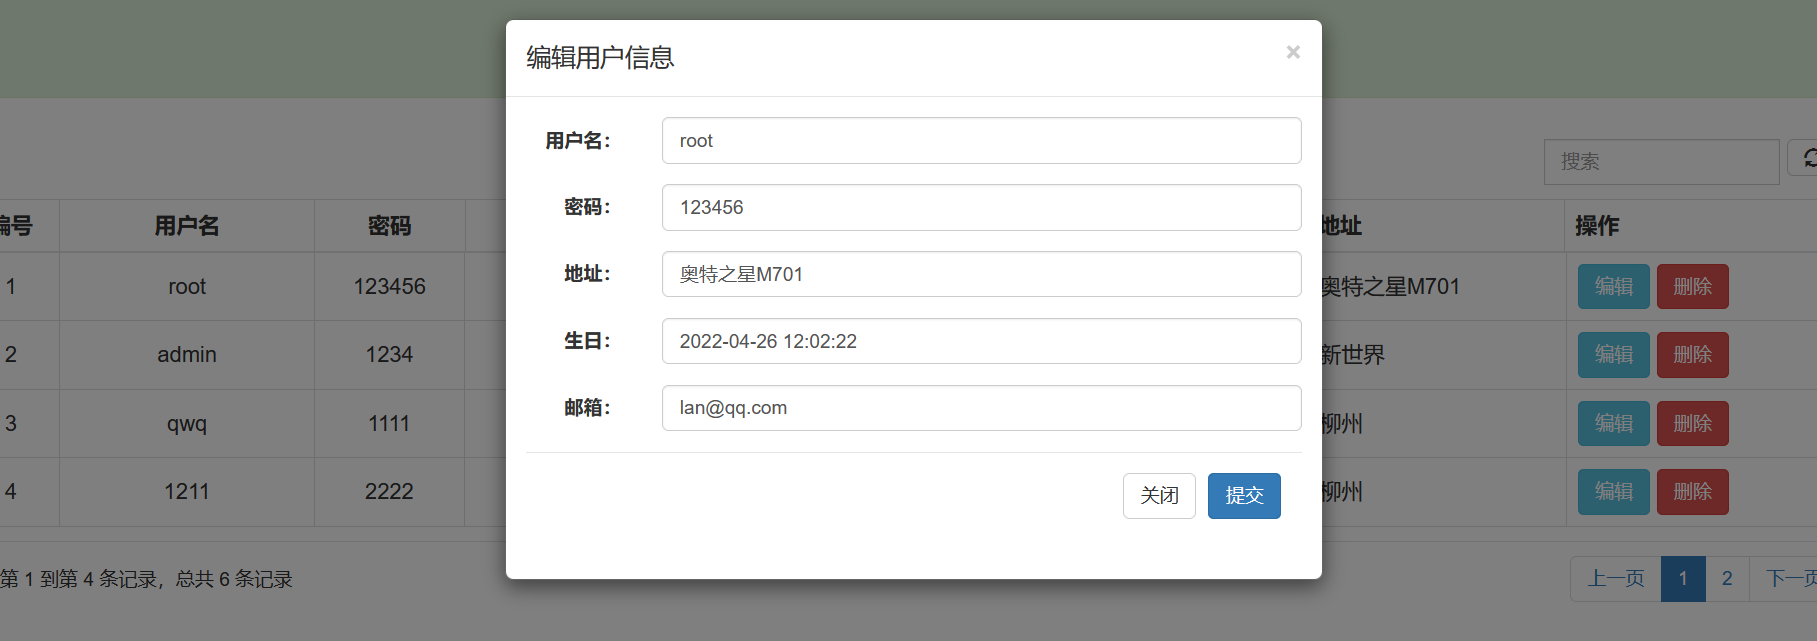 编辑用户信息
×
用户名：
root
密码：
123456
地址：
奥特之星M701
生日：
2022-04-26 12:02:22
邮箱：
lan@qq.com
关闭
提交
搜索
编号 用户名 密码 地址 操作
1 root 123456 奥特之星M701 编辑 删除
2 admin 1234 新世界 编辑 删除
3 qwq 1111 柳州 编辑 删除
4 1211 2222 柳州 编辑 删除
第 1 到第 4 条记录，总共 6 条记录
上一页 1 2 下一页